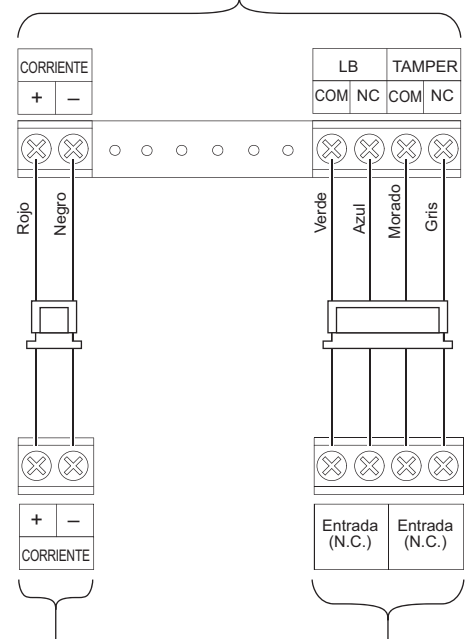 CORRIENTE
+ –
LB TAMPER
COM NC COM NC
Rojo
Negro
Verde
Azul
Morado
Gris
+ –
CORRIENTE
Entrada
(N.C.)
Entrada
(N.C.)